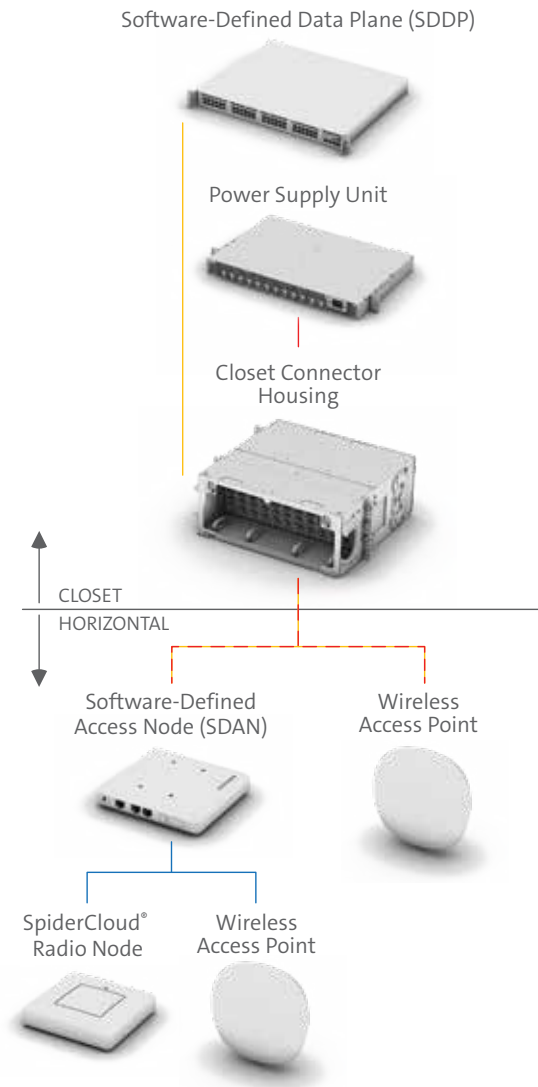 Software-Defined Data Plane (SDDP)
Power Supply Unit
Closet Connector
Housing
CLOSET
HORIZONTAL
Software-Defined
Access Node (SDAN)
Wireless
Access Point
SpiderCloud®
Radio Node
Wireless
Access Point